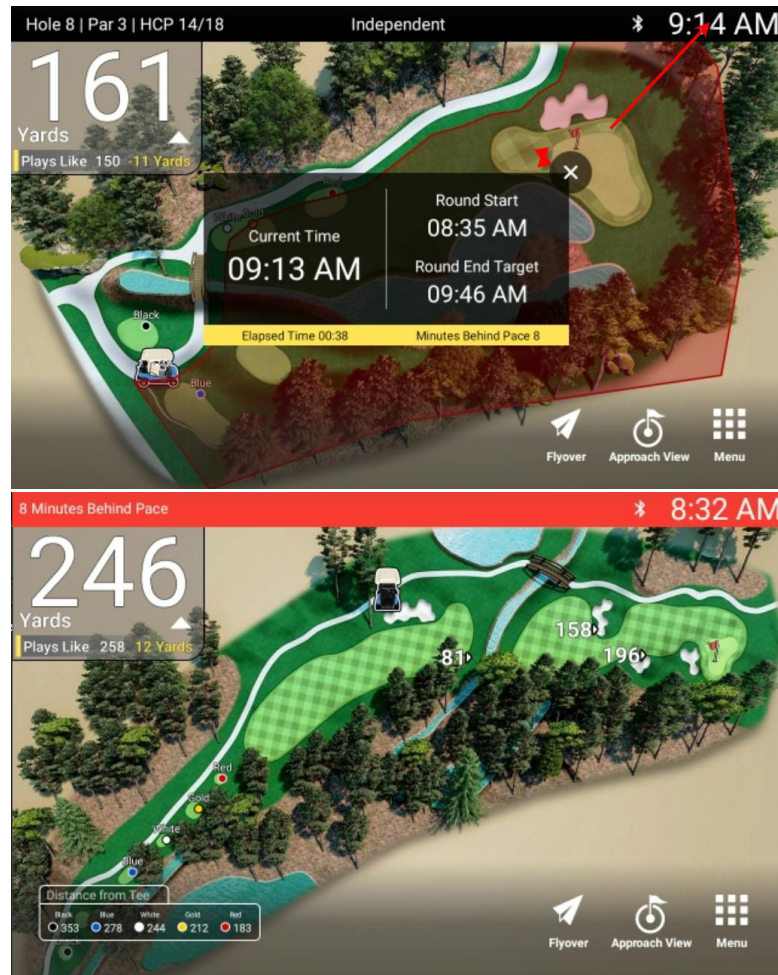 Hole 8 | Par 3 | HCP 14/18 Independent 9:14 AM
161
Yards
Plays Like 150 -11 Yards
Red
White Gold
Round Start
08:35 AM
Current Time
09:13 AM
Round End Target
09:46 AM
Elapsed Time 00:38 Minutes Behind Pace 8
Black
Blue
Flyover Approach View Menu
8 Minutes Behind Pace 8:32 AM
246
Yards
Plays Like 258 12 Yards
158
81
196
Red
Gold
White
Blue
Distance from Tee
Black Blue White Gold Red
353 278 244 212 183
Black
Flyover Approach View Menu